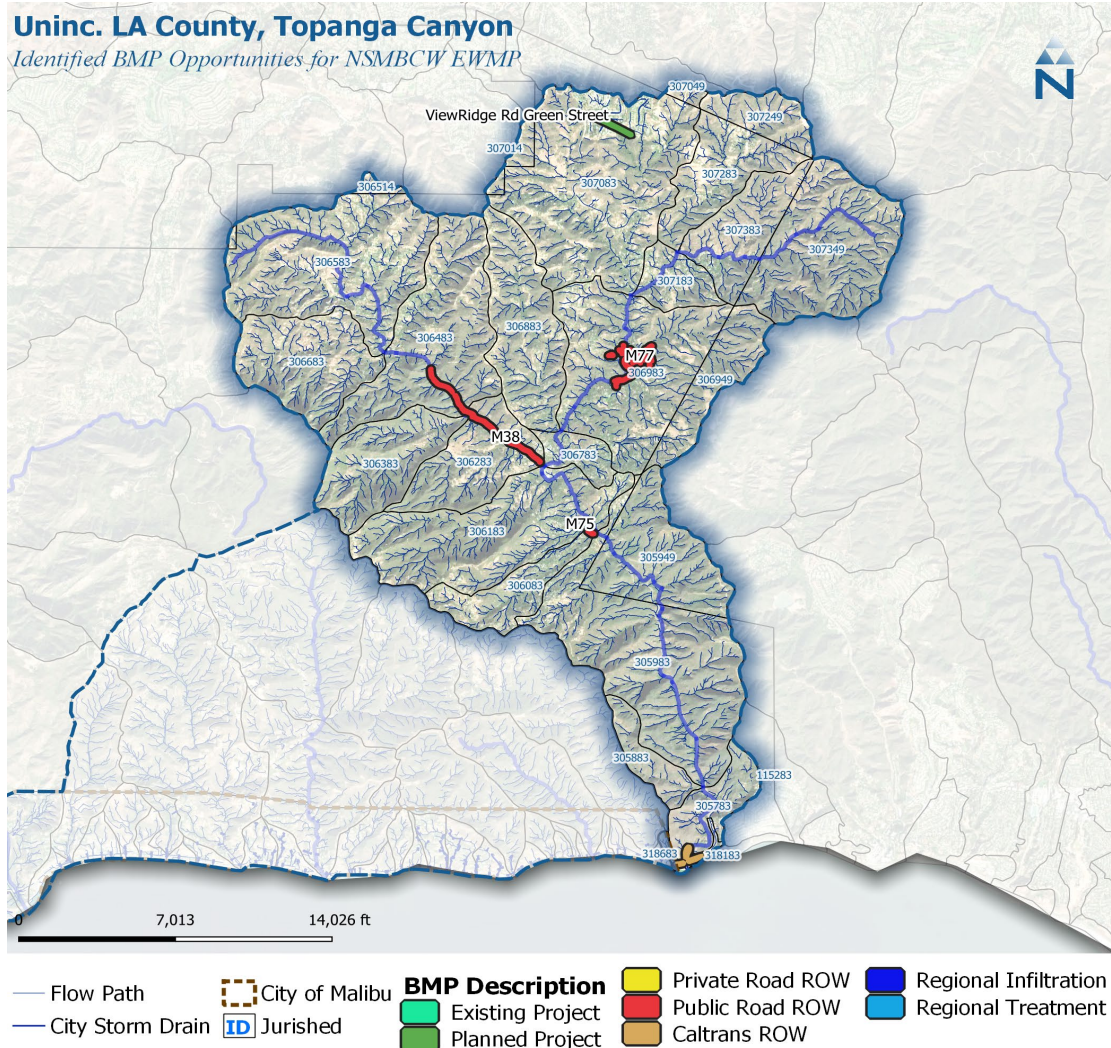 Uninc. LA County, Topanga Canyon
Identified BMP Opportunities for NSMBCW EWMP
N
307049
ViewRidge Rd Green Street
307249
307014
307283
306514
307083
307383
307349
306583
307183
306883
306483
M77
306683
306983
306949
M38
306783
306383
306283
M75
306183
305949
306083
305983
305883
115283
305783
318683
318183
0 7,013 14,026 ft
Flow Path
City Storm Drain
City of Malibu
ID Jurished
BMP Description
Existing Project
Planned Project
Private Road ROW
Public Road ROW
Caltrans ROW
Regional Infiltration
Regional Treatment